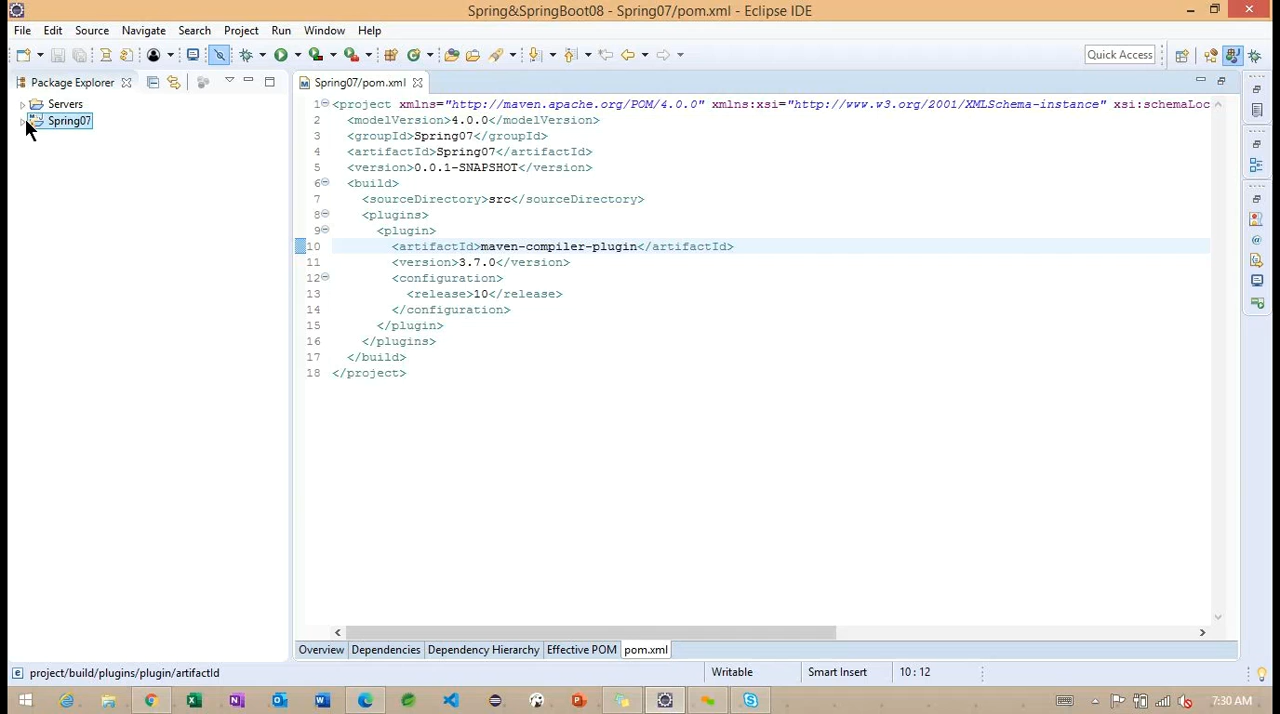 Spring&SpringBoot08 - Spring07/pom.xml - Eclipse IDE
File Edit Source Navigate Search Project Run Window Help
Quick Access
Package Explorer
Spring07/pom.xml
Servers
Spring07
1 <project xmlns="http://maven.apache.org/POM/4.0.0" xmlns:xsi="http://www.w3.org/2001/XMLSchema-instance" xsi:schemaLoc
2 <modelVersion>4.0.0</modelVersion>
3 <groupId>Spring07</groupId>
4 <artifactId>Spring07</artifactId>
5 <version>0.0.1-SNAPSHOT</version>
6 <build>
7 <sourceDirectory>src</sourceDirectory>
8 <plugins>
9 <plugin>
10 <artifactId>maven-compiler-plugin</artifactId>
11 <version>3.7.0</version>
12 <configuration>
13 <release>10</release>
14 </configuration>
15 </plugin>
16 </plugins>
17 </build>
18 </project>
Overview Dependencies Dependency Hierarchy Effective POM pom.xml
project/build/plugins/plugin/artifactId Writable Smart Insert 10 : 12
7:30 AM